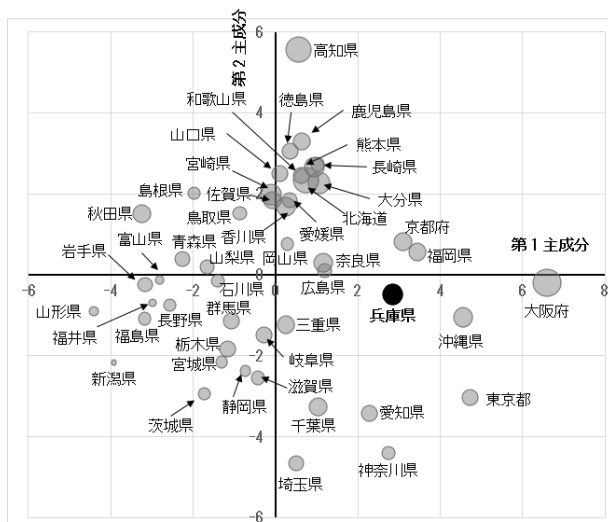 6
第2主成分
高知県
4
和歌山県
徳島県
鹿児島県
山口県
熊本県
宮崎県
長崎県
島根県
2
佐賀県
大分県
秋田県
鳥取県
北海道
富山県
香川県
愛媛県
京都府
岩手県
青森県
山梨県
岡山県
奈良県
福岡県
第1主成分
0
-6
-4
-2
0
2
4
6
8
石川県
広島県
山形県
兵庫県
大阪府
福井県
福島県
長野県
群馬県
三重県
沖縄県
栃木県
-2
新潟県
宮城県
岐阜県
静岡県
滋賀県
茨城県
千葉県
愛知県
東京都
-4
埼玉県
神奈川県
-6